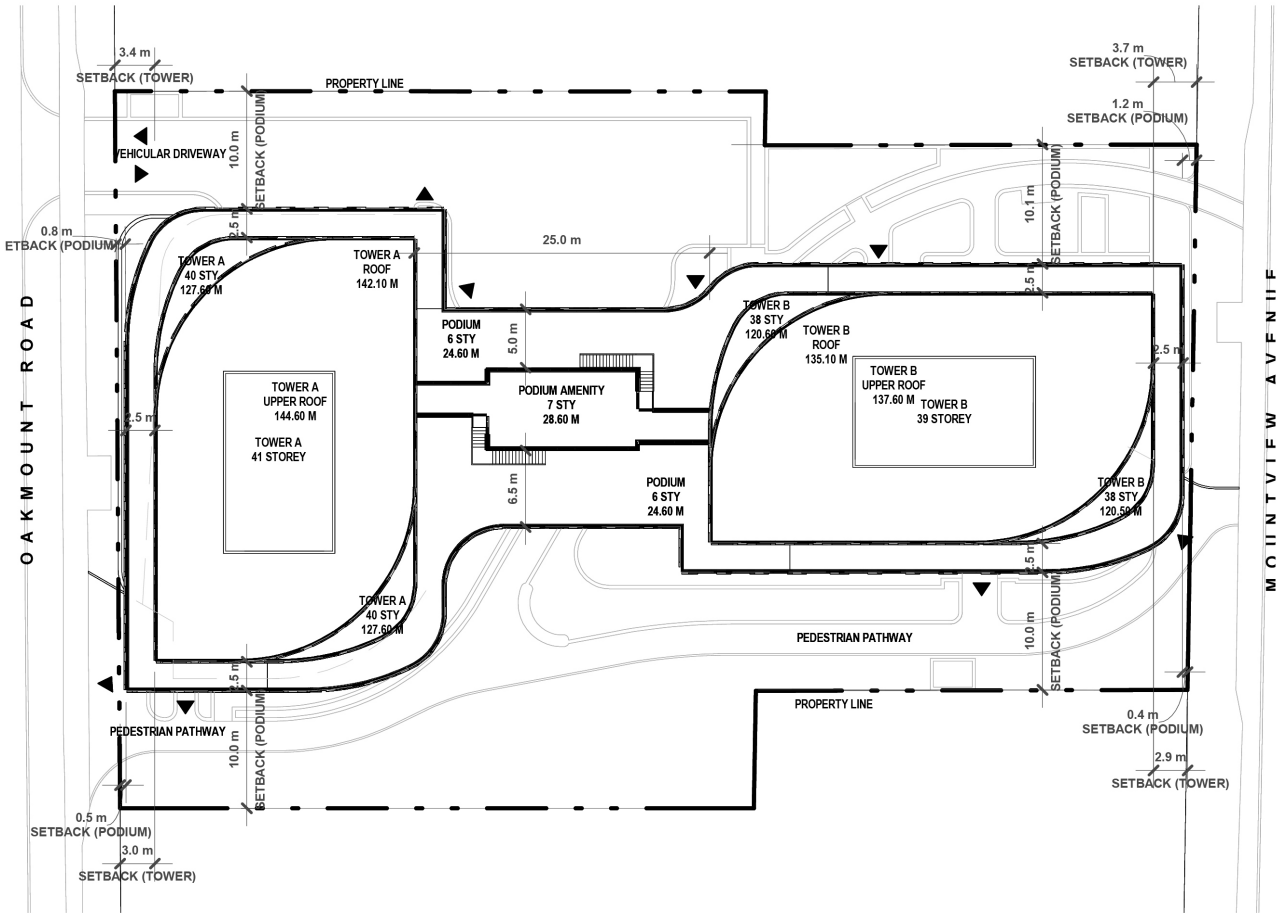 3.4 m
SETBACK (TOWER)
PROPERTY LINE
3.7 m
SETBACK (TOWER)
1.2 m
SETBACK (PODIUM)
VEHICULAR DRIVEWAY
10.0 m
SETBACK (PODIUM)
10.1 m
SETBACK (PODIUM)
0.8 m
ETBACK (PODIUM)
2.5 m
25.0 m
TOWER A
40 STY
127.60 M
TOWER A
ROOF
142.10 M
2.5 m
OAKMOUNT ROAD
MOUNTVIEW AVENUE
PODIUM
6 STY
24.60 M
5.0 m
TOWER B
38 STY
120.60 M
TOWER B
ROOF
135.10 M
2.5 m
TOWER A
UPPER ROOF
144.60 M
TOWER A
41 STOREY
2.5 m
PODIUM AMENITY
7 STY
28.60 M
TOWER B
UPPER ROOF
137.60 M
TOWER B
39 STOREY
6.5 m
PODIUM
6 STY
24.60 M
TOWER B
38 STY
120.50 M
2.5 m
TOWER A
40 STY
127.60 M
PEDESTRIAN PATHWAY
10.0 m
SETBACK (PODIUM)
2.5 m
PROPERTY LINE
PEDESTRIAN PATHWAY
10.0 m
SETBACK (PODIUM)
0.4 m
SETBACK (PODIUM)
2.9 m
SETBACK (TOWER)
0.5 m
SETBACK (PODIUM)
3.0 m
SETBACK (TOWER)